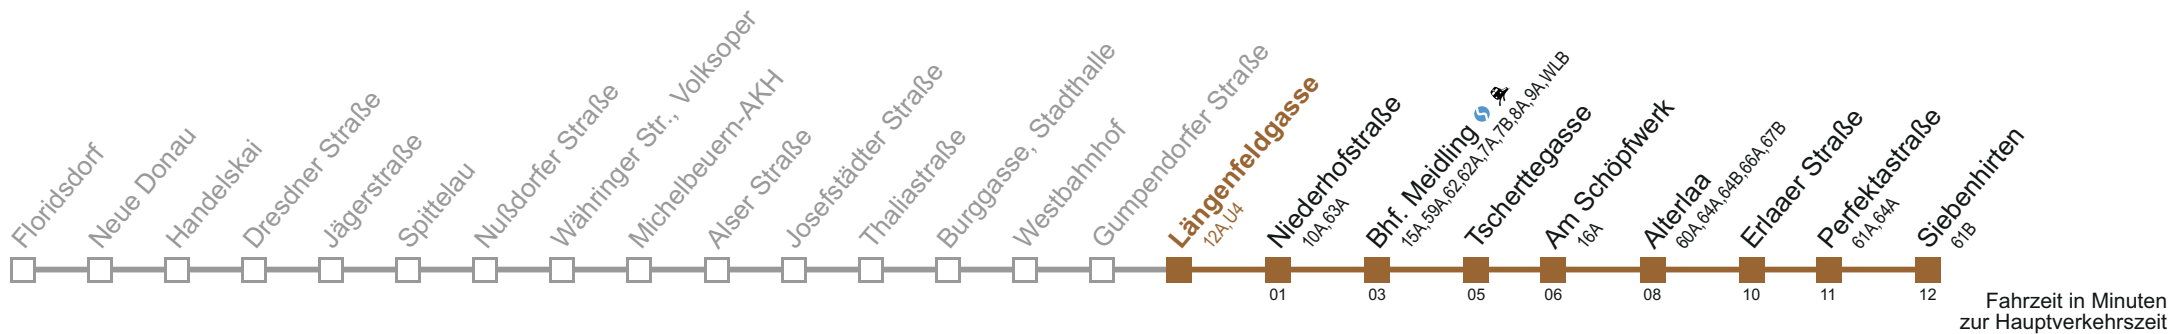 Floridsdorf
Neue Donau
Handelskai
Dresdner Straße
Jägerstraße
Spittelau
Nußdorfer Straße
Währinger Str., Volksoper
Michelbeuern-AKH
Alser Straße
Josefstädter Straße
Thaliastraße
Burggasse, Stadthalle
Westbahnhof
Gumpendorfer Straße
Längenfeldgasse
12A,U4
Niederhofstraße
10A,63A
01
Bhf. Meidling
15A,59A,62,62A,7A,7B,8A,9A,WLB
03
Tscherttegasse
05
Am Schöpfwerk
16A
06
Alterlaa
60A,64A,64B,66A,67B
08
Erlaaer Straße
10
Perfektastraße
61A,64A
11
Siebenhirten
61B
12
Fahrzeit in Minuten
zur Hauptverkehrszeit